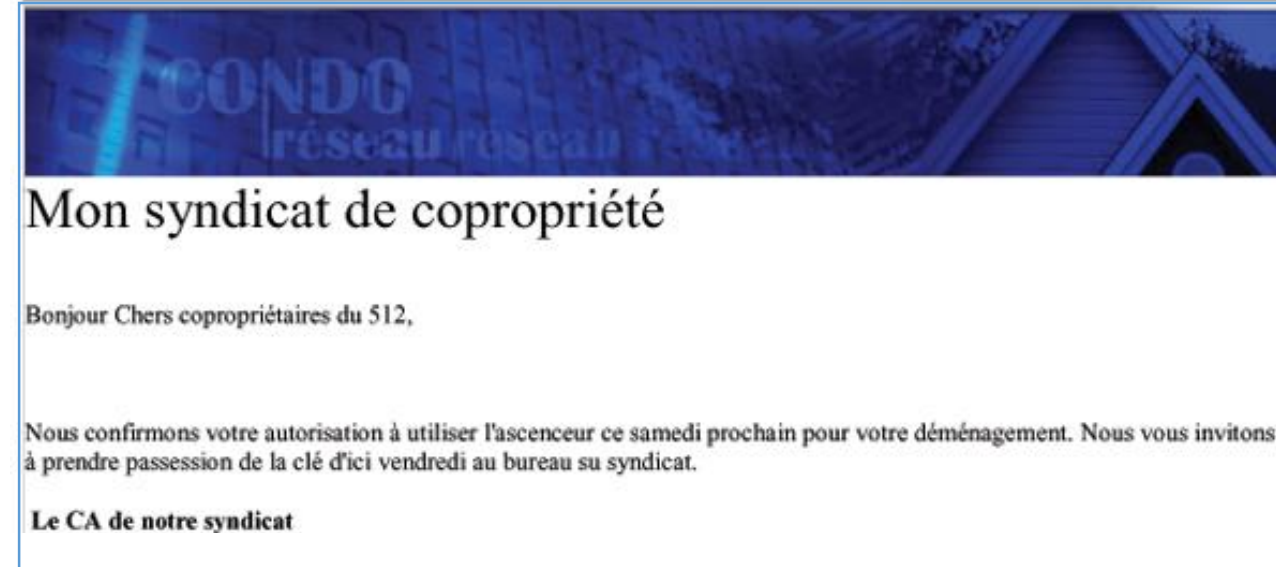 CONDO
réseau réseau
Mon syndicat de copropriété
Bonjour Chers copropriétaires du 512,
Nous confirmons votre autorisation à utiliser l'ascenceur ce samedi prochain pour votre déménagement. Nous vous invitons
à prendre passession de la clé d'ici vendredi au bureau su syndicat.
Le CA de notre syndicat